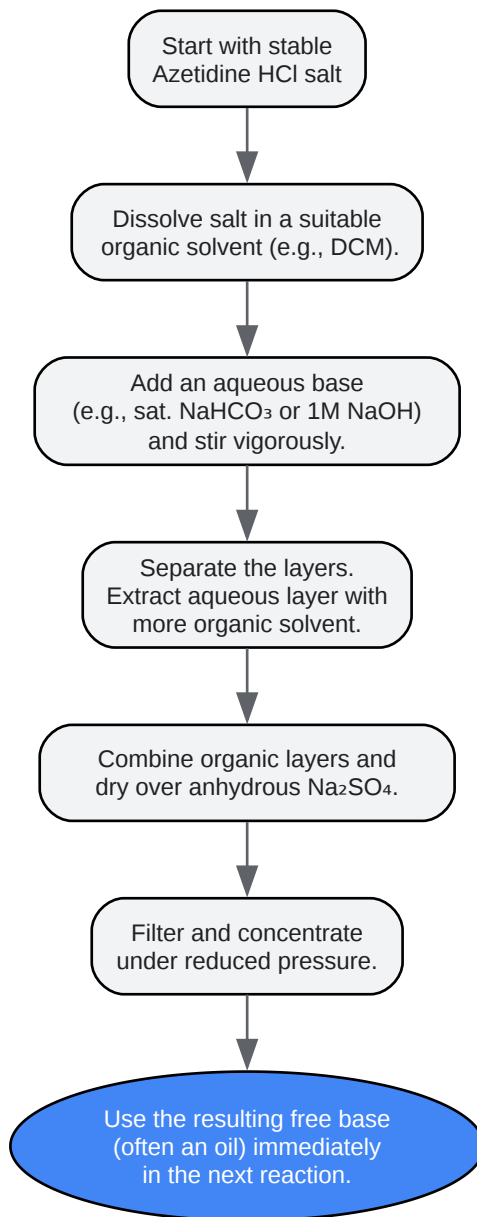 Start with stable
Azetidine HCl salt
Dissolve salt in a suitable
organic solvent (e.g., DCM).
Add an aqueous base
(e.g., sat. NaHCO₃ or 1M NaOH)
and stir vigorously.
Separate the layers.
Extract aqueous layer with
more organic solvent.
Combine organic layers and
dry over anhydrous Na₂SO₄.
Filter and concentrate
under reduced pressure.
Use the resulting free base
(often an oil) immediately
in the next reaction.